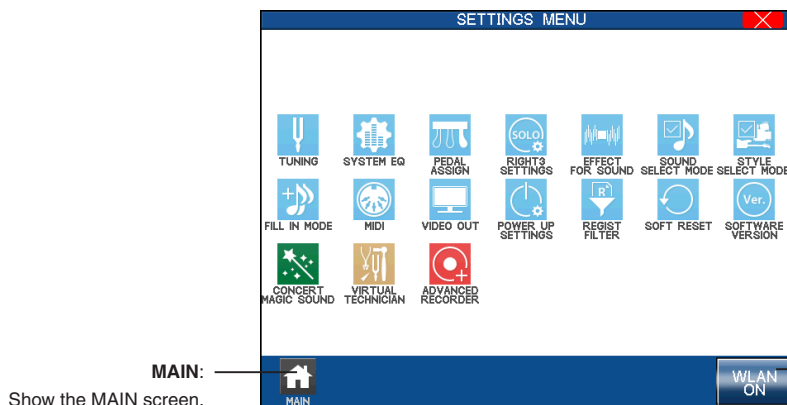 SETTINGS MENU
TUNING
SYSTEM EQ
PEDAL
ASSIGN
SOLO
RIGHT3
SETTINGS
EFFECT
FOR SOUND
SOUND
SELECT MODE
STYLE
SELECT MODE
FILL IN MODE
MIDI
VIDEO OUT
POWER UP
SETTINGS
R
REGIST
FILTER
SOFT RESET
Ver.
SOFTWARE
VERSION
CONCERT
MAGIC SOUND
VIRTUAL
TECHNICIAN
ADVANCED
RECORDER
MAIN:
Show the MAIN screen.
MAIN
WLAN
ON